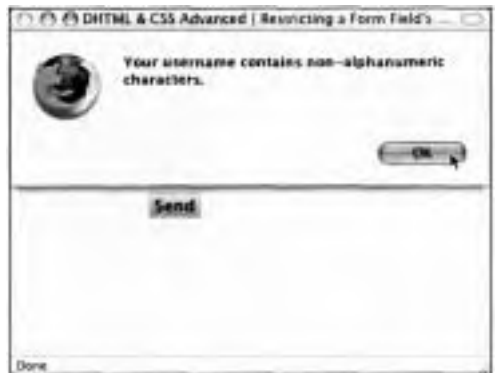 DHTML & CSS Advanced | Restricting a Form Field's ...
Your username contains non-alphanumeric
characters.
OK
Send
Done